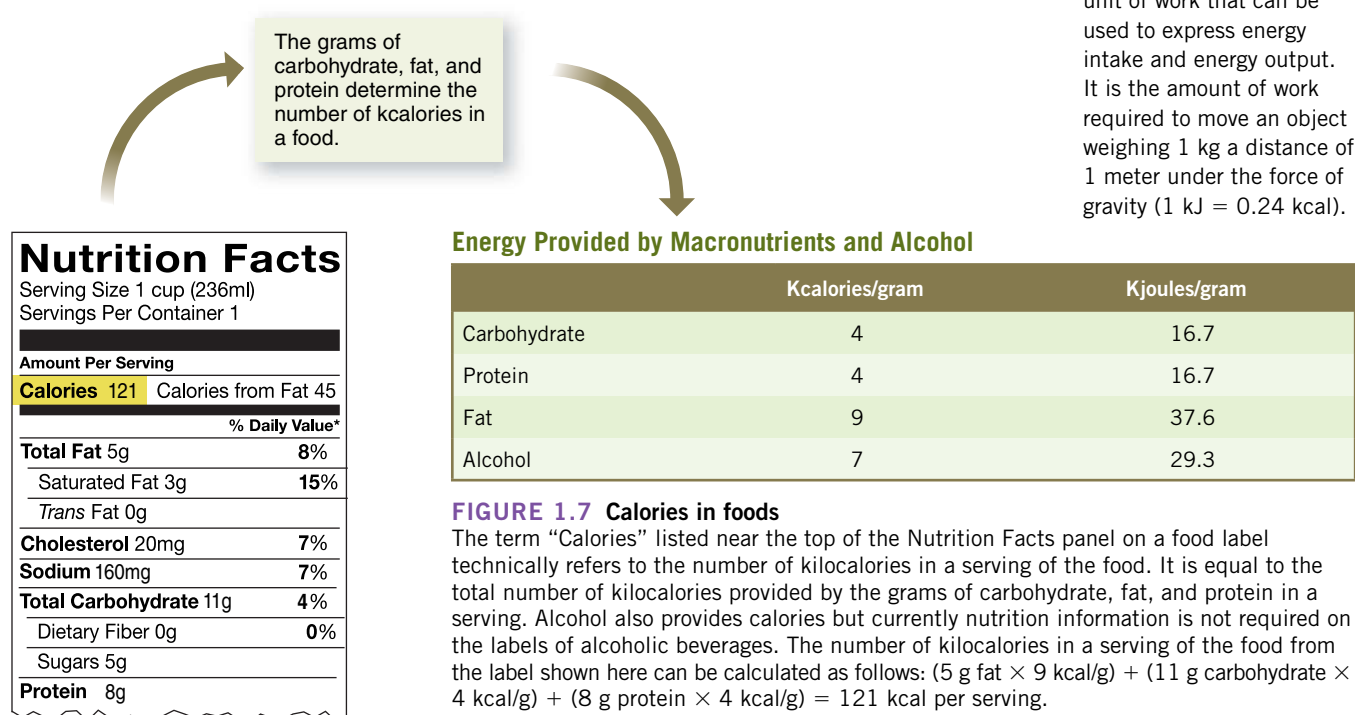 unit of work that can be
used to express energy
intake and energy output.
It is the amount of work
required to move an object
weighing 1 kg a distance of
1 meter under the force of
gravity (1 kJ = 0.24 kcal).
The grams of
carbohydrate, fat, and
protein determine the
number of kcalories in
a food.
Nutrition Facts
Serving Size 1 cup (236ml)
Servings Per Container 1
Amount Per Serving
Calories 121 Calories from Fat 45
% Daily Value*
Total Fat 5g 8%
Saturated Fat 3g 15%
Trans Fat 0g
Cholesterol 20mg 7%
Sodium 160mg 7%
Total Carbohydrate 11g 4%
Dietary Fiber 0g 0%
Sugars 5g
Protein 8g
Energy Provided by Macronutrients and Alcohol
Kcalories/gram Kjoules/gram
Carbohydrate 4 16.7
Protein 4 16.7
Fat 9 37.6
Alcohol 7 29.3
FIGURE 1.7 Calories in foods
The term “Calories” listed near the top of the Nutrition Facts panel on a food label
technically refers to the number of kilocalories in a serving of the food. It is equal to the
total number of kilocalories provided by the grams of carbohydrate, fat, and protein in a
serving. Alcohol also provides calories but currently nutrition information is not required on
the labels of alcoholic beverages. The number of kilocalories in a serving of the food from
the label shown here can be calculated as follows: (5 g fat × 9 kcal/g) + (11 g carbohydrate ×
4 kcal/g) + (8 g protein × 4 kcal/g) = 121 kcal per serving.